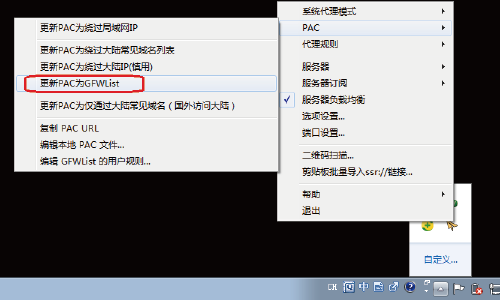 更新PAC为绕过局域网IP
更新PAC为绕过大陆常见域名列表
更新PAC为绕过大陆IP(慎用)
更新PAC为GFWList
更新PAC为仅通过大陆常见域名（国外访问大陆）
复制 PAC URL
编辑本地 PAC 文件...
编辑 GFWList 的用户规则...
系统代理模式
PAC
代理规则
服务器
服务器订阅
服务器负载均衡
选项设置...
端口设置...
二维码扫描...
剪贴板批量导入ssr://链接...
帮助
退出
自定义...
CH 中